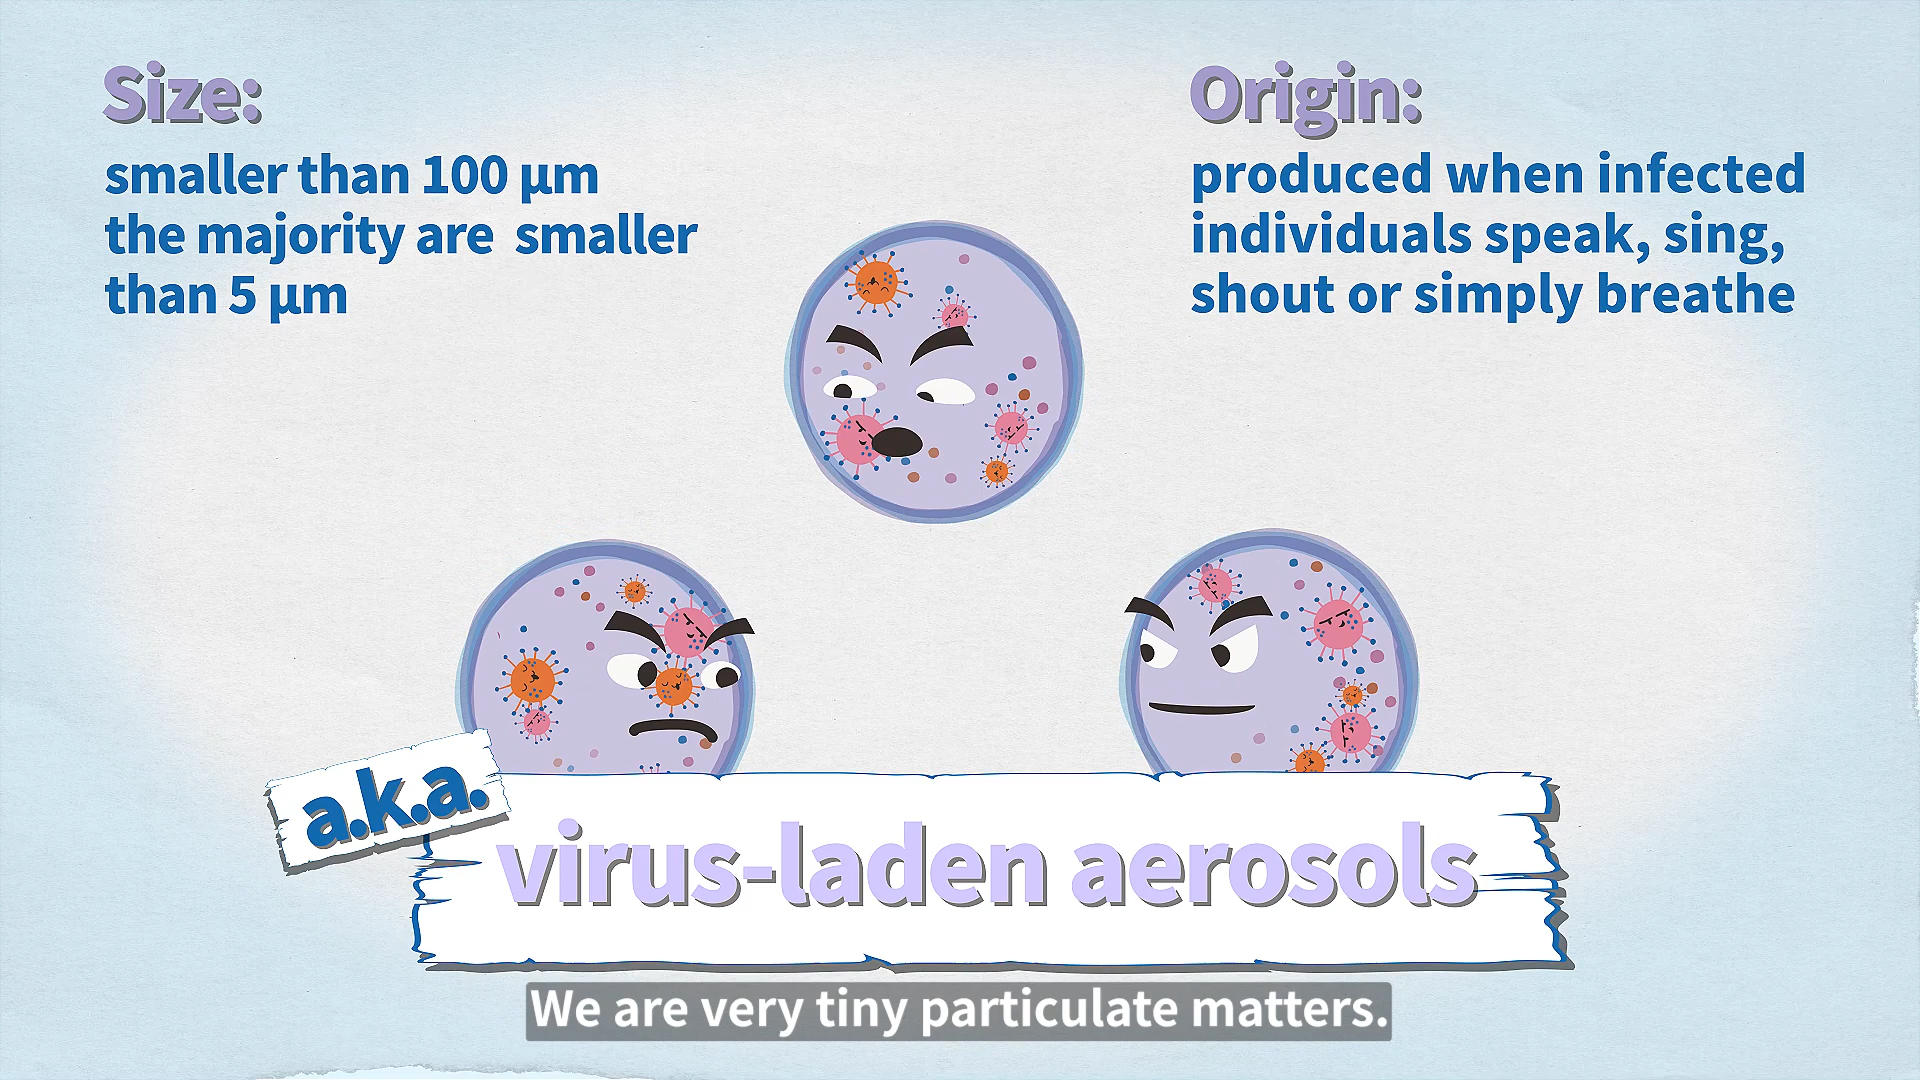 Size:
smaller than 100 μm
the majority are smaller
than 5 μm
Origin:
produced when infected
individuals speak, sing,
shout or simply breathe
a.k.a.
virus-laden aerosols
We are very tiny particulate matters.